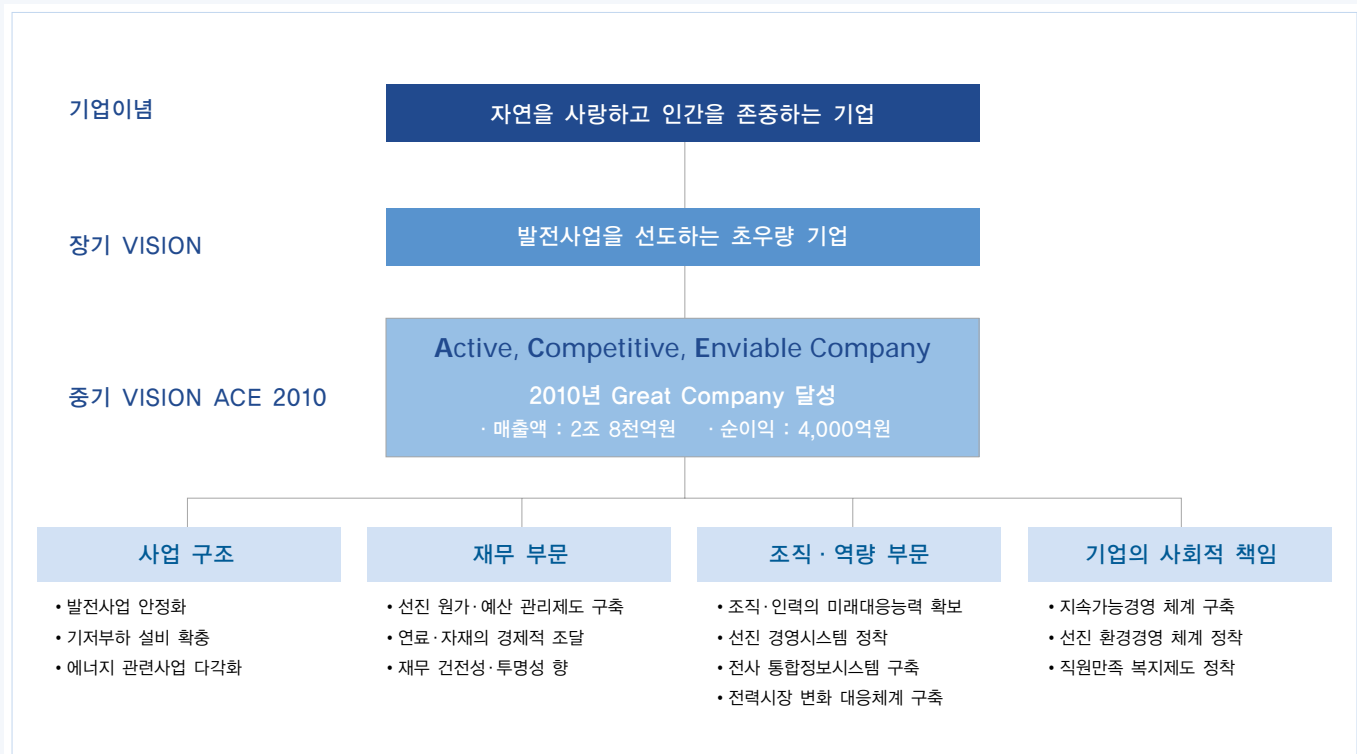 기업이념
자연을 사랑하고 인간을 존중하는 기업
장기 VISION
발전사업을 선도하는 초우량 기업
중기 VISION ACE 2010
Active, Competitive, Enviable Company
2010년 Great Company 달성
· 매출액 : 2조 8천억원 · 순이익 : 4,000억원
사업 구조
• 발전사업 안정화
• 기저부하 설비 확충
• 에너지 관련사업 다각화
재무 부문
• 선진 원가·예산 관리제도 구축
• 연료·자재의 경제적 조달
• 재무 건전성·투명성 향
조직·역량 부문
• 조직·인력의 미래대응능력 확보
• 선진 경영시스템 정착
• 전사 통합정보시스템 구축
• 전력시장 변화 대응체계 구축
기업의 사회적 책임
• 지속가능경영 체계 구축
• 선진 환경경영 체계 정착
• 직원만족 복지제도 정착